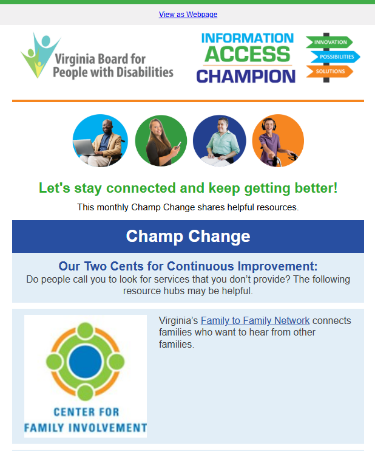 View as Webpage
Virginia Board for
People with Disabilities
INFORMATION
ACCESS
CHAMPION
INNOVATION
POSSIBILITIES
SOLUTIONS
Let's stay connected and keep getting better!
This monthly Champ Change shares helpful resources.
Champ Change
Our Two Cents for Continuous Improvement:
Do people call you to look for services that you don't provide? The following
resource hubs may be helpful.
Virginia's Family to Family Network connects
families who want to hear from other
families.
CENTER FOR
FAMILY INVOLVEMENT